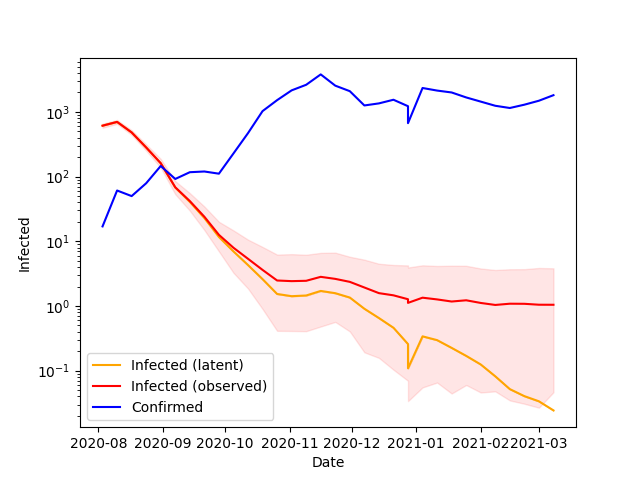 Infected
10³
10²
10¹
10⁰
10⁻¹
Infected (latent)
Infected (observed)
Confirmed
2020-08 2020-09 2020-10 2020-11 2020-12 2021-01 2021-02 2021-03
Date